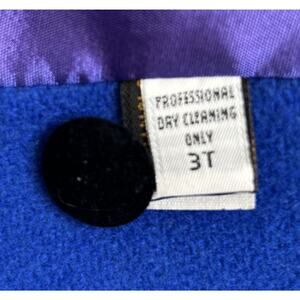 PROFESSIONAL
DRY CLEANING
ONLY
3T